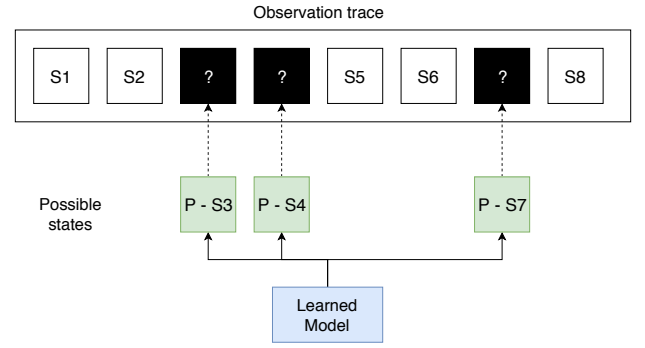 Observation trace
S1 S2 ? ? S5 S6 ? S8
Possible
states
P - S3 P - S4 P - S7
Learned
Model